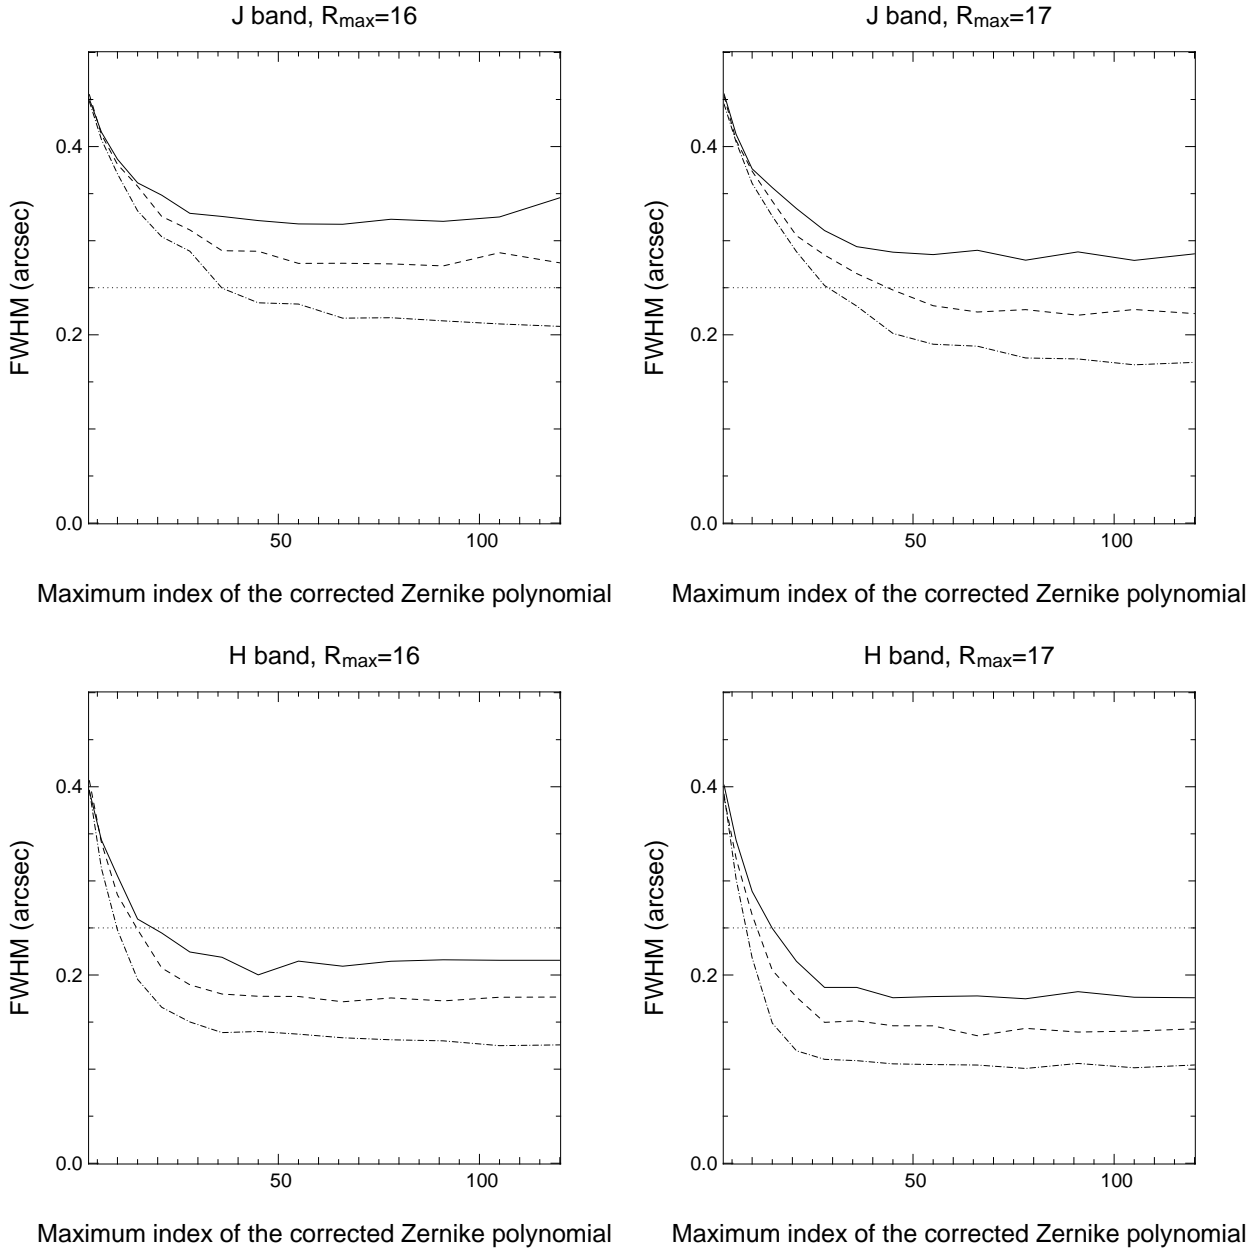 J band, Rmax=16
FWHM (arcsec)
0.4
0.2
0.0
50 100
Maximum index of the corrected Zernike polynomial
J band, Rmax=17
FWHM (arcsec)
0.4
0.2
0.0
50 100
Maximum index of the corrected Zernike polynomial
H band, Rmax=16
FWHM (arcsec)
0.4
0.2
0.0
50 100
Maximum index of the corrected Zernike polynomial
H band, Rmax=17
FWHM (arcsec)
0.4
0.2
0.0
50 100
Maximum index of the corrected Zernike polynomial